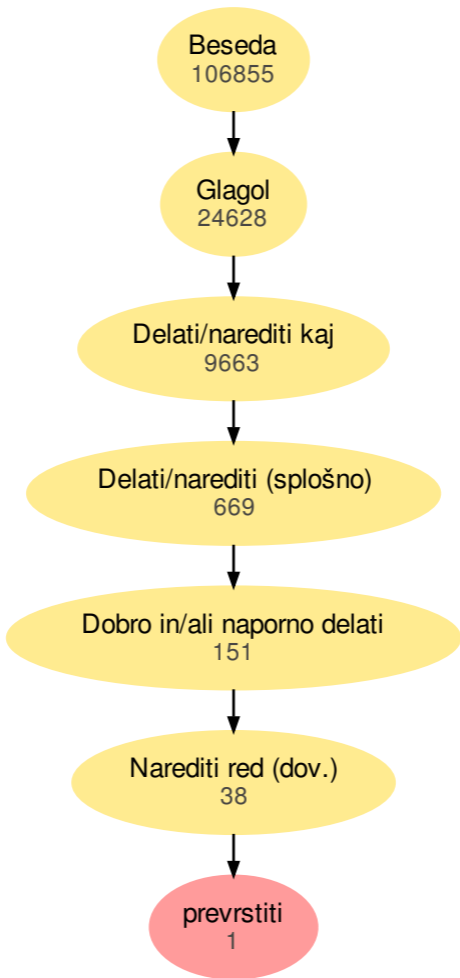 Beseda
106855
Glagol
24628
Delati/narediti kaj
9663
Delati/narediti (splošno)
669
Dobro in/ali naporno delati
151
Narediti red (dov.)
38
prevrstiti
1